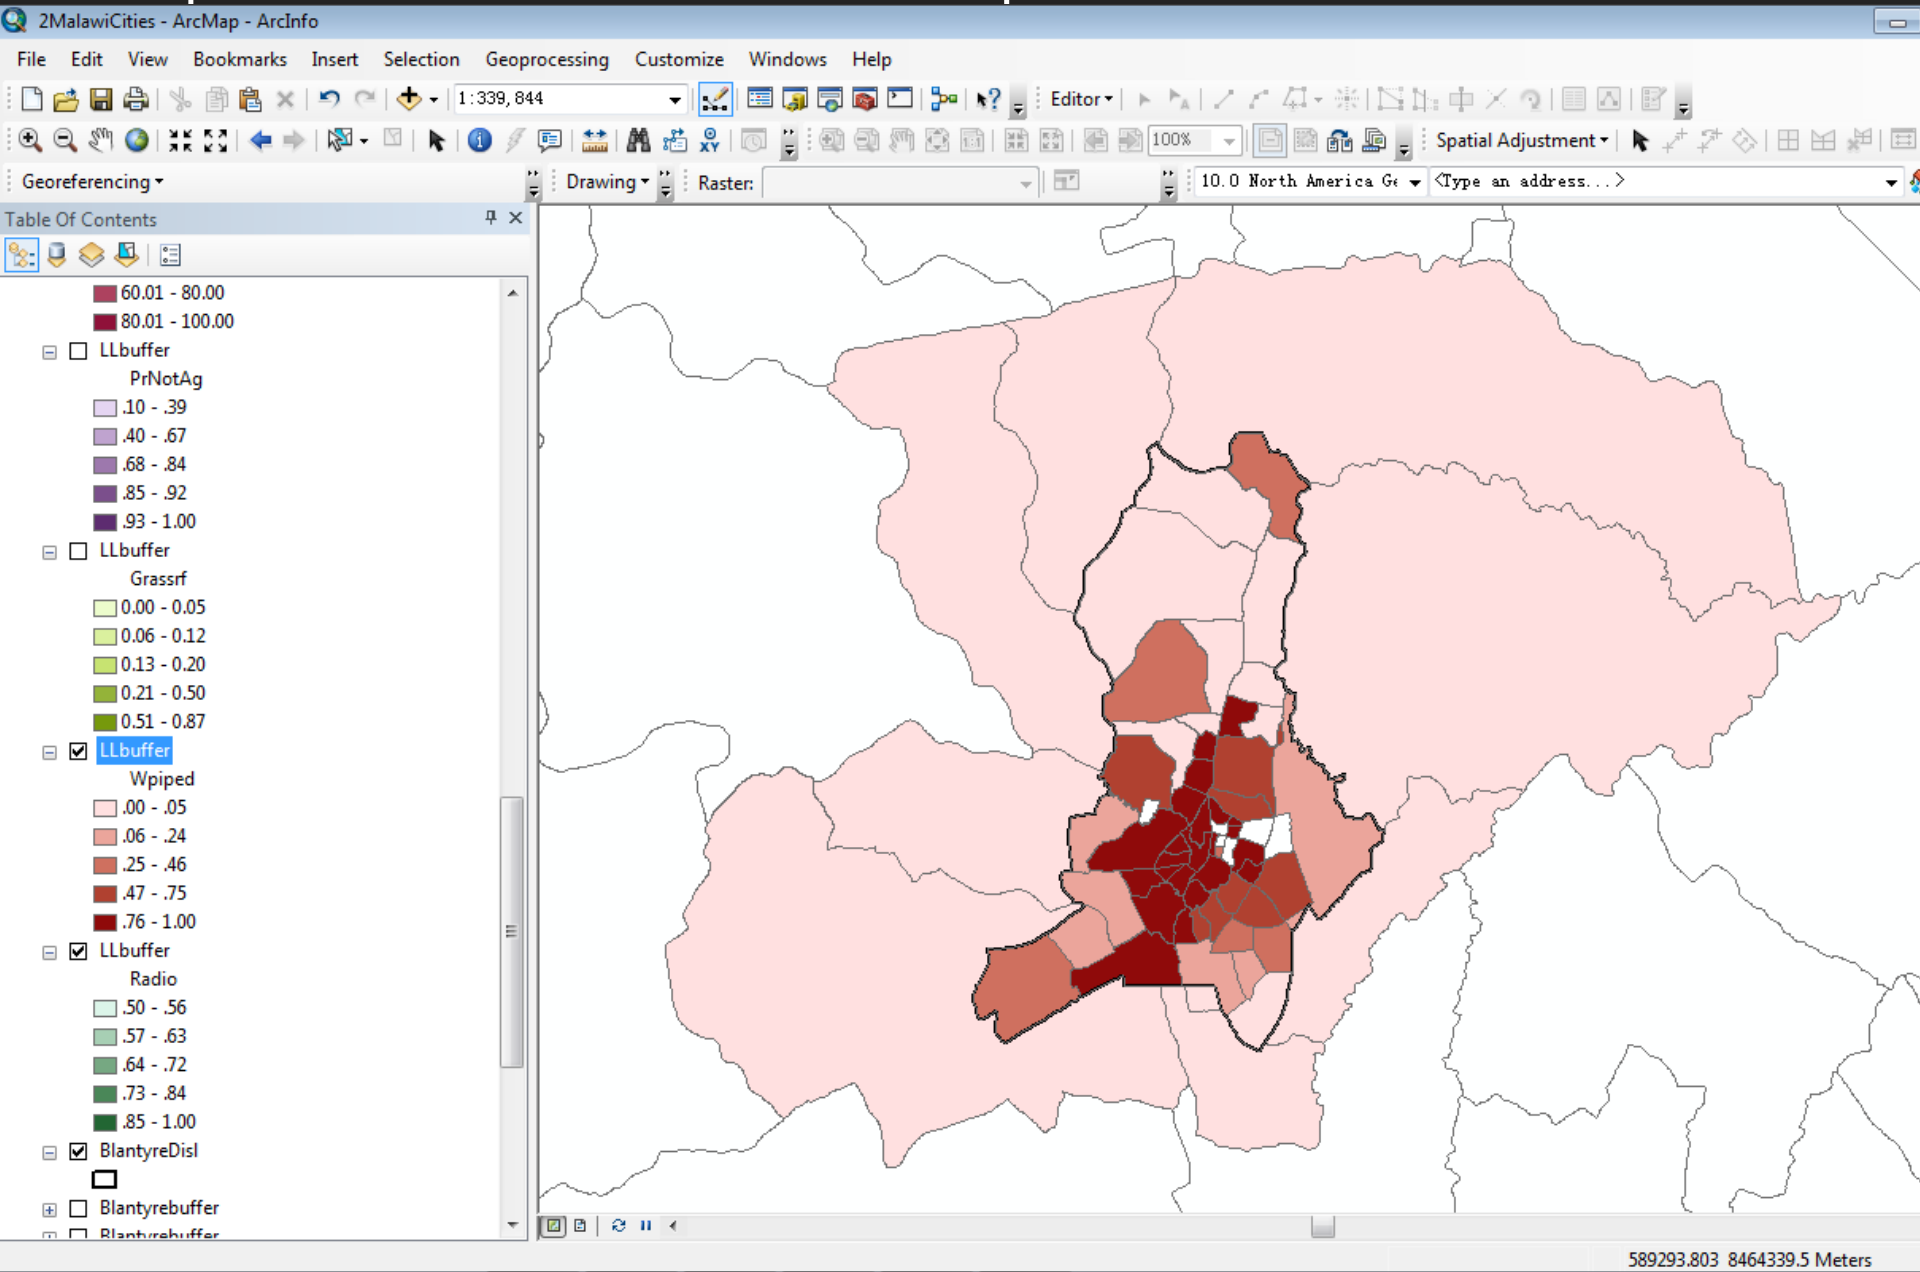 2MalawiCities - ArcMap - ArcInfo
File Edit View Bookmarks Insert Selection Geoprocessing Customize Windows Help
1:339,844 Editor
100% Spatial Adjustment
Georeferencing Drawing Raster: 10.0 North America <Type an address...>
Table Of Contents
60.01 - 80.00
80.01 - 100.00
LLbuffer
PrNotAg
.10 - .39
.40 - .67
.68 - .84
.85 - .92
.93 - 1.00
LLbuffer
Grassrf
0.00 - 0.05
0.06 - 0.12
0.13 - 0.20
0.21 - 0.50
0.51 - 0.87
LLbuffer
Wpiped
.00 - .05
.06 - .24
.25 - .46
.47 - .75
.76 - 1.00
LLbuffer
Radio
.50 - .56
.57 - .63
.64 - .72
.73 - .84
.85 - 1.00
BlantyreDisl
Blantyrebuffer
Blantyrebuffer
589293.803 8464339.5 Meters